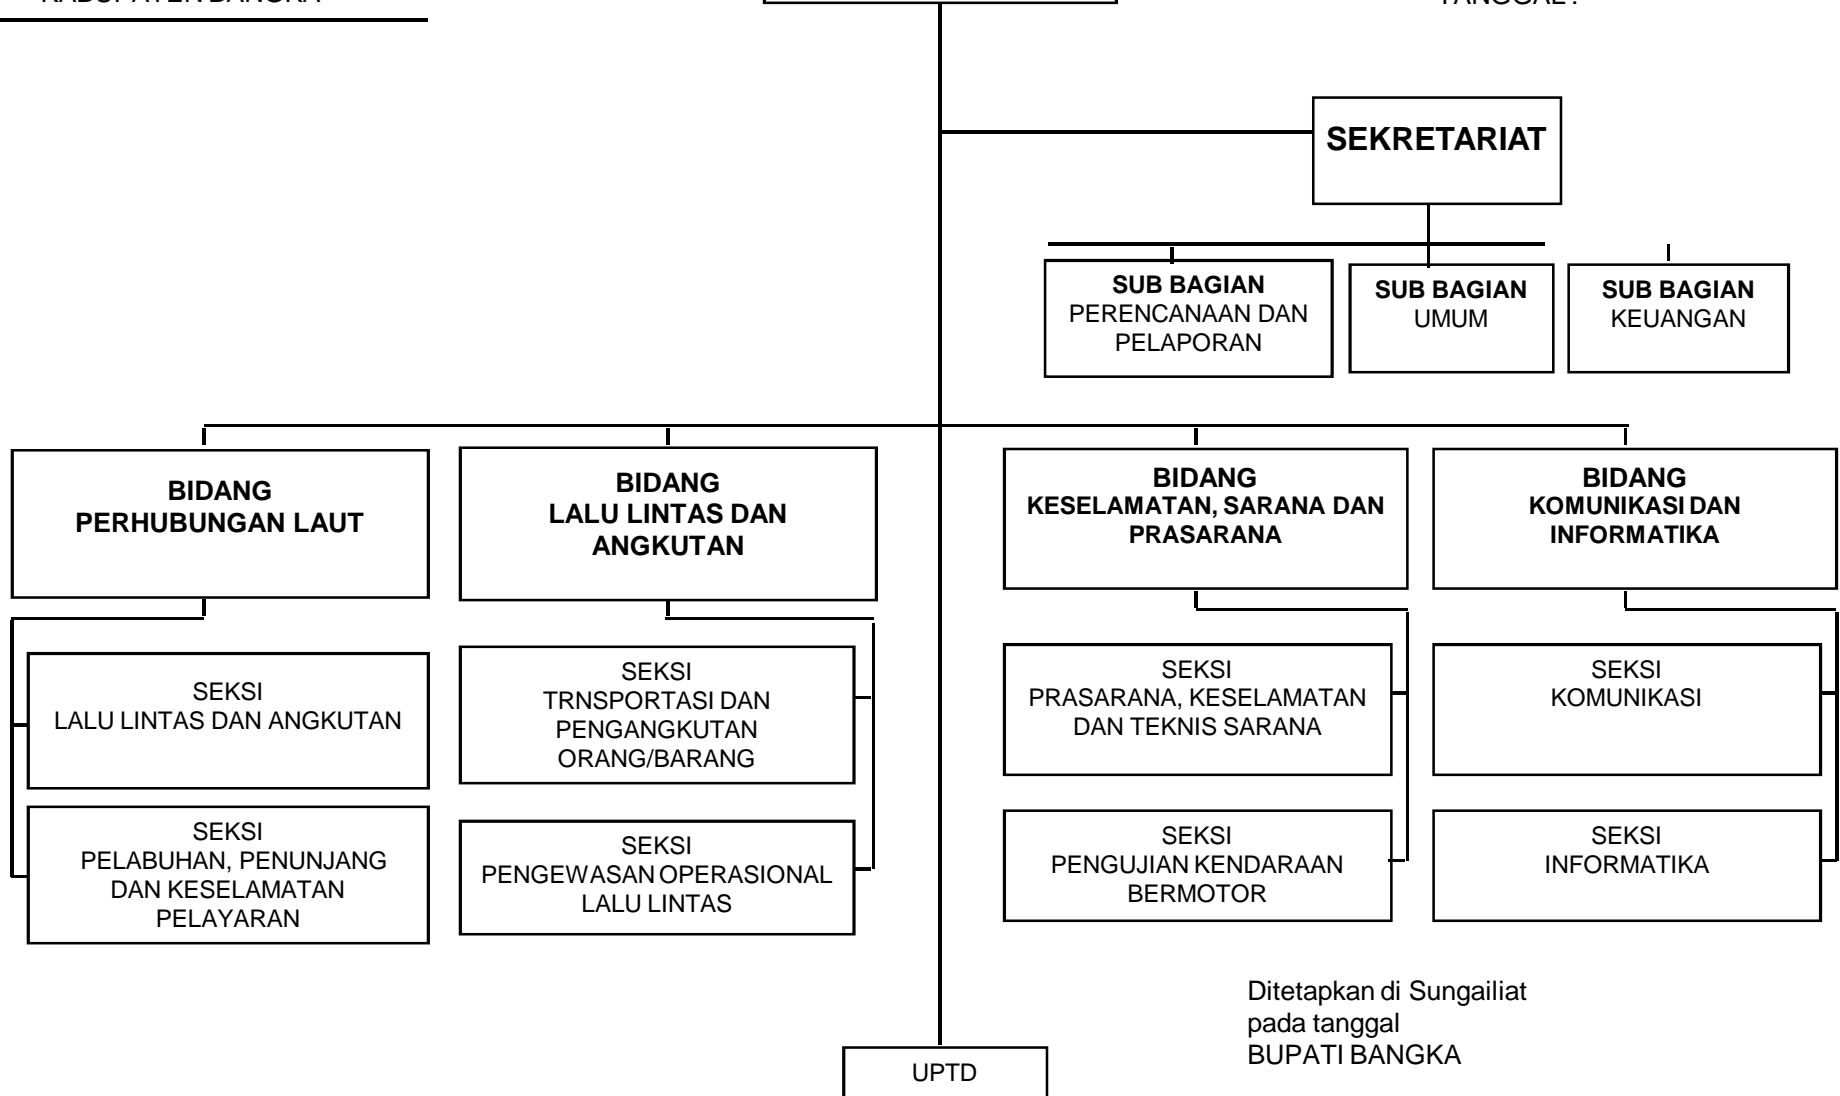 KABUPATEN BANGKA
TANGGAL :
SEKRETARIAT
SUB BAGIAN
PERENCANAAN DAN
PELAPORAN
SUB BAGIAN
UMUM
SUB BAGIAN
KEUANGAN
BIDANG
PERHUBUNGAN LAUT
BIDANG
LALU LINTAS DAN
ANGKUTAN
BIDANG
KESELAMATAN, SARANA DAN
PRASARANA
BIDANG
KOMUNIKASI DAN
INFORMATIKA
SEKSI
LALU LINTAS DAN ANGKUTAN
SEKSI
TRNSPORTASI DAN
PENGANGKUTAN
ORANG/BARANG
SEKSI
PRASARANA, KESELAMATAN
DAN TEKNIS SARANA
SEKSI
KOMUNIKASI
SEKSI
PELABUHAN, PENUNJANG
DAN KESELAMATAN
PELAYARAN
SEKSI
PENGEWASAN OPERASIONAL
LALU LINTAS
SEKSI
PENGUJIAN KENDARAAN
BERMOTOR
SEKSI
INFORMATIKA
Ditetapkan di Sungailiat
pada tanggal
BUPATI BANGKA
UPTD